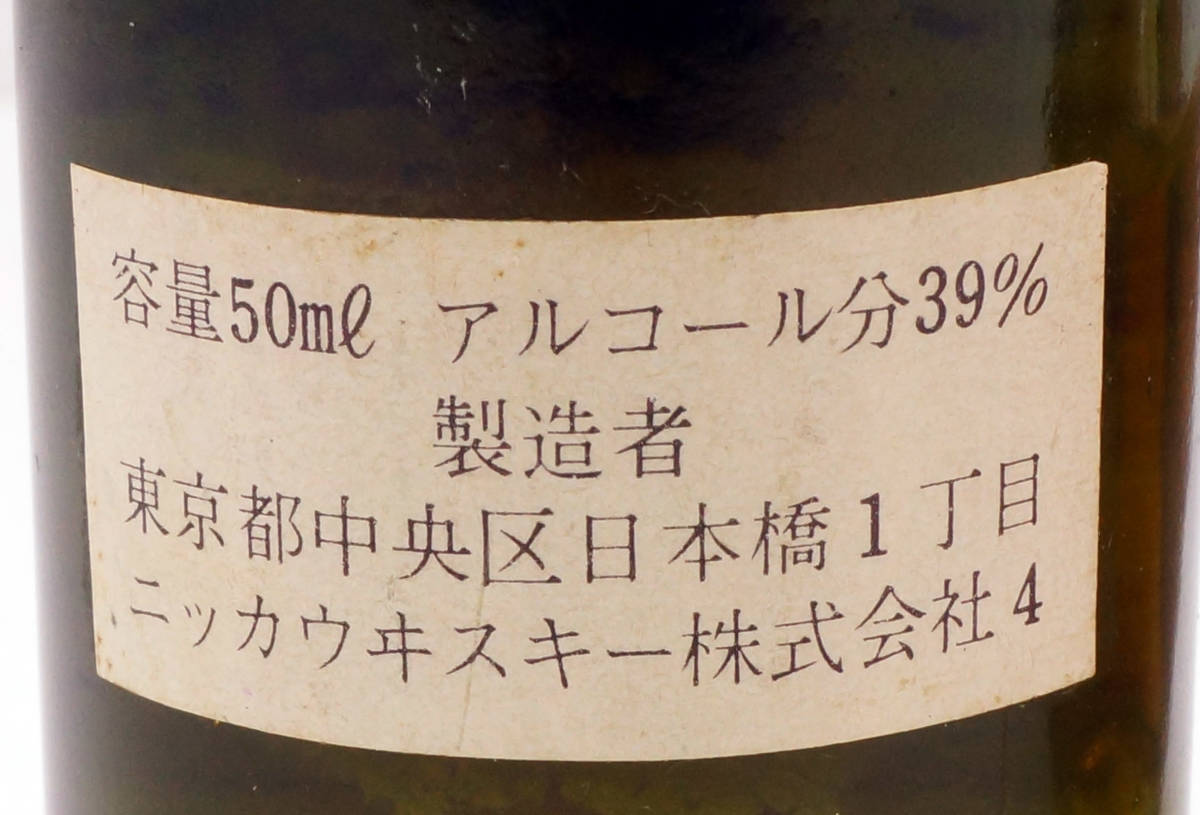 容量50mℓ アルコール分39%
製造者
東京都中央区日本橋1丁目
ニッカウヰスキー株式会社4